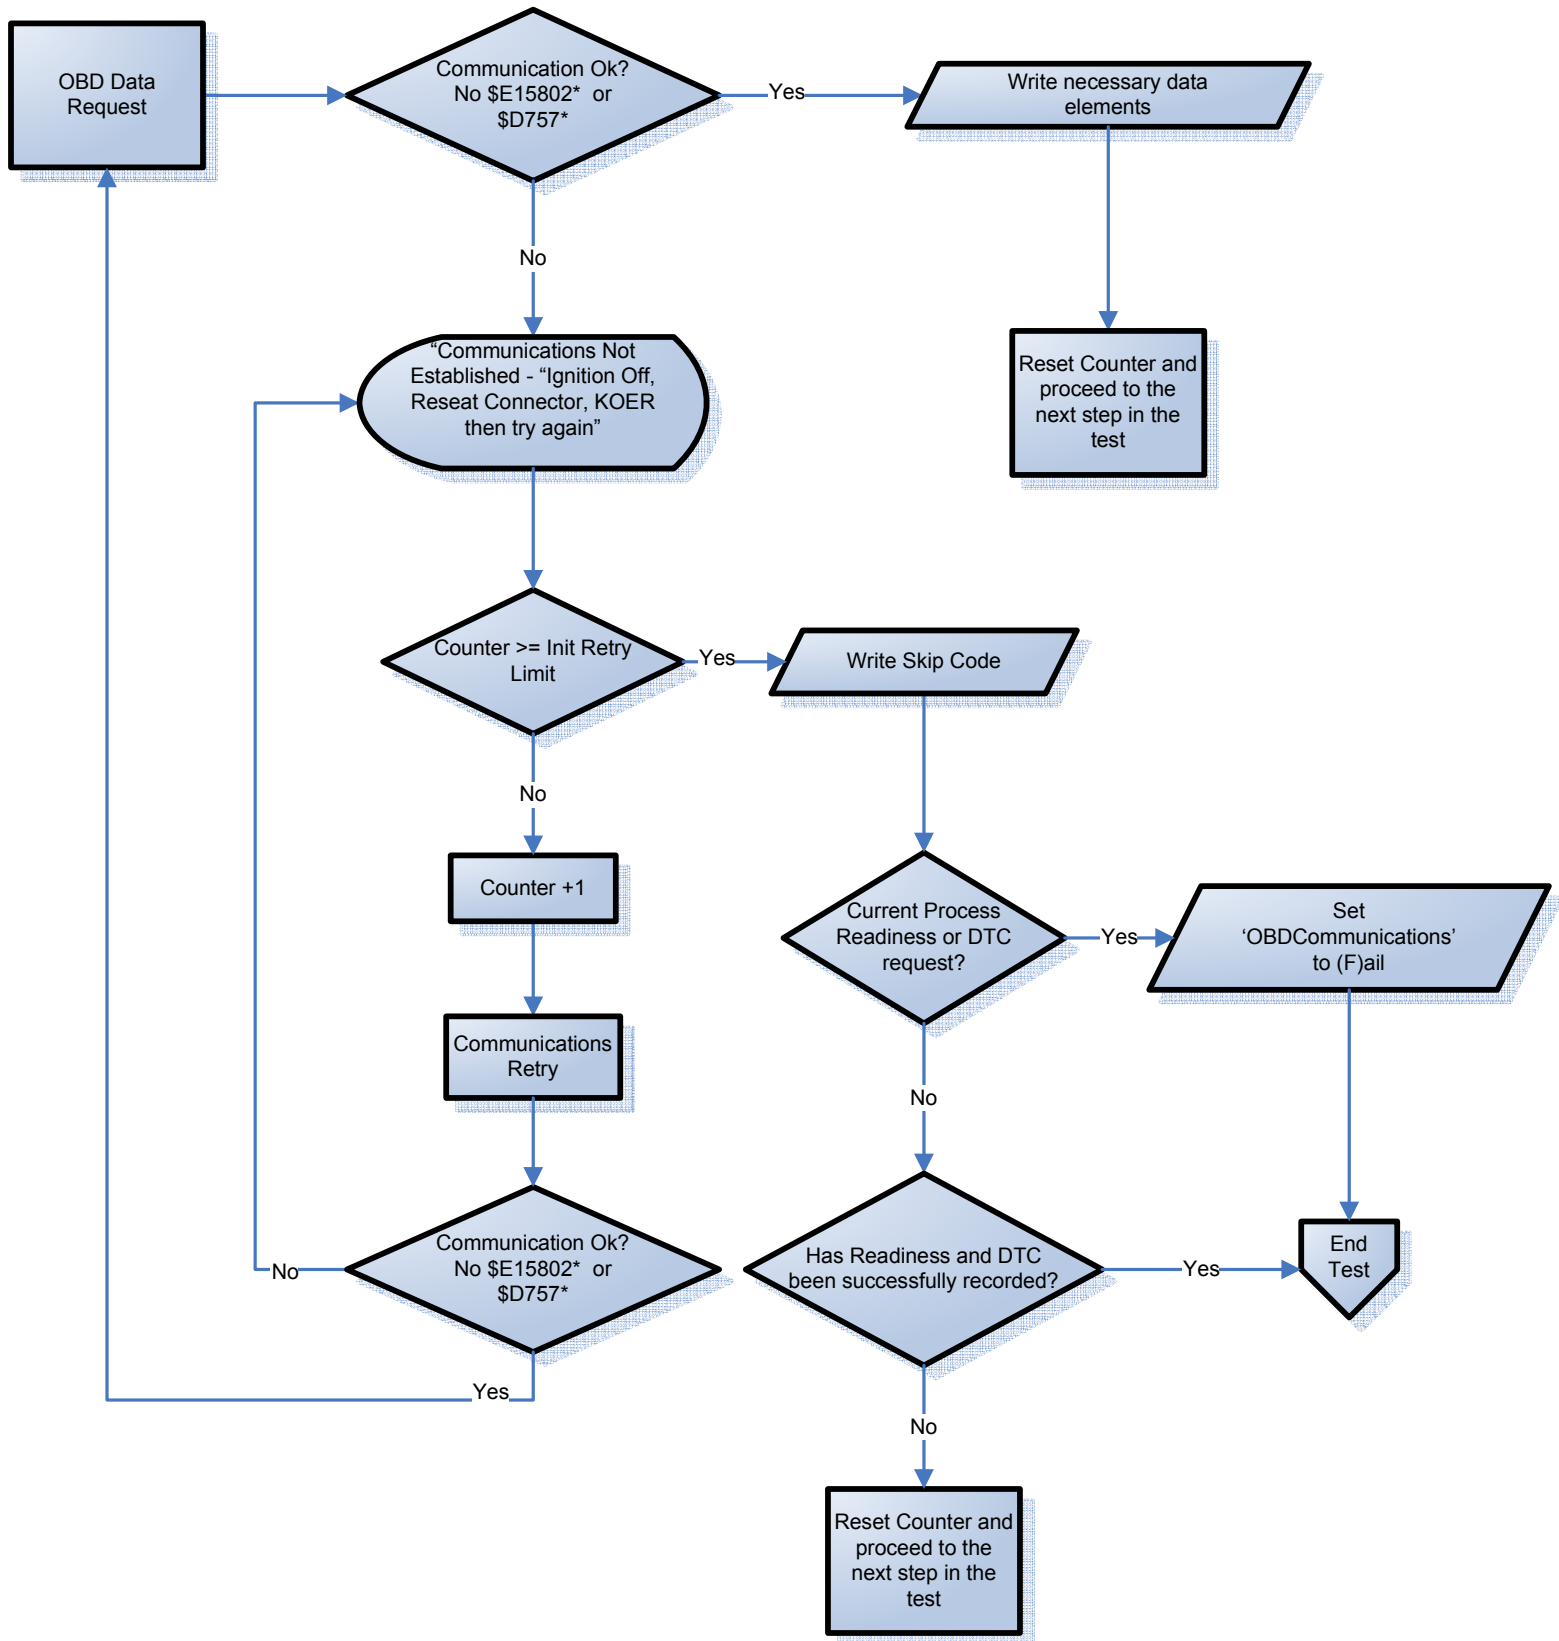 OBD Data
Request
Communication Ok?
No $E15802*  or
$D757*
Yes
Write necessary data
elements
No
Reset Counter and
proceed to the
next step in the
test
“Communications Not
Established - “Ignition Off,
Reseat Connector, KOER
then try again”
Counter >= Init Retry
Limit
Yes
Write Skip Code
No
Counter +1
Current Process
Readiness or DTC
request?
Yes
Set
‘OBDCommunications’
to (F)ail
Communications
Retry
No
Communication Ok?
No $E15802*  or
$D757*
No
Yes
Has Readiness and DTC
been successfully recorded?
Yes
End
Test
No
Reset Counter and
proceed to the
next step in the
test